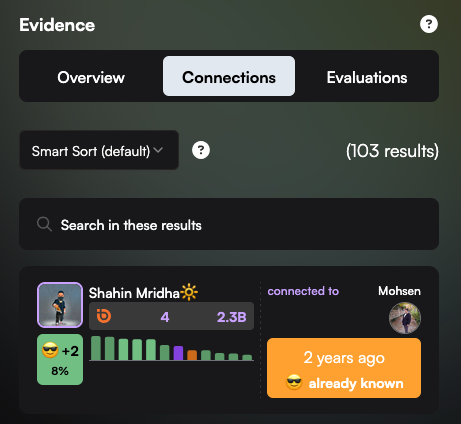 Evidence
?
Overview Connections Evaluations
Smart Sort (default) ? (103 results)
Search in these results
Shahin Mridha🔆 connected to Mohsen
4 2.3B
😎 +2
8%
2 years ago
😎 already known